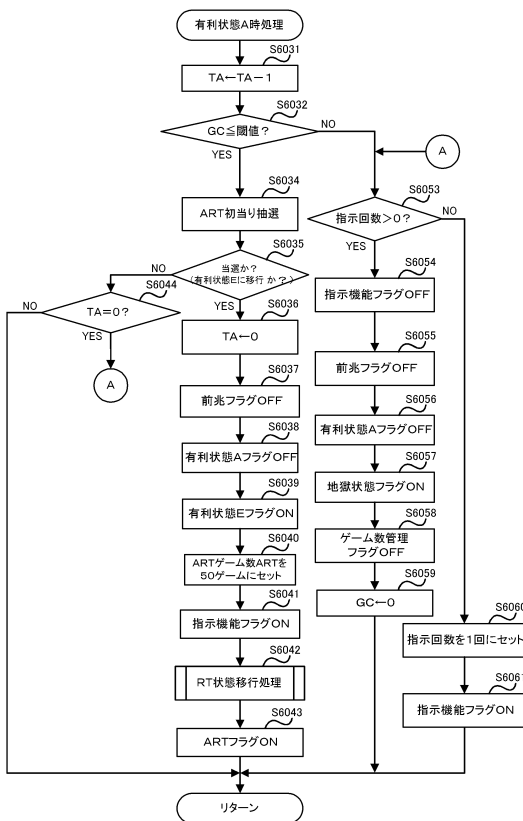 有利状態A時処理
S6031
TA←TA－1
S6032
GC≦閾値？
NO
YES
A
S6034
ART初当り抽選
S6053
指示回数＞0？
NO
YES
S6035
当選か？
（有利状態Eに移行か？）
NO
YES
S6044
TA＝0？
NO
YES
A
S6036
TA←0
S6037
前兆フラグOFF
S6038
有利状態AフラグOFF
S6039
有利状態EフラグON
S6040
ARTゲーム数ARTを
50ゲームにセット
S6041
指示機能フラグON
S6042
RT状態移行処理
S6043
ARTフラグON
S6054
指示機能フラグOFF
S6055
前兆フラグOFF
S6056
有利状態AフラグOFF
S6057
地獄状態フラグON
S6058
ゲーム数管理
フラグOFF
S6059
GC←0
S6060
指示回数を1回にセット
S6061
指示機能フラグON
リターン